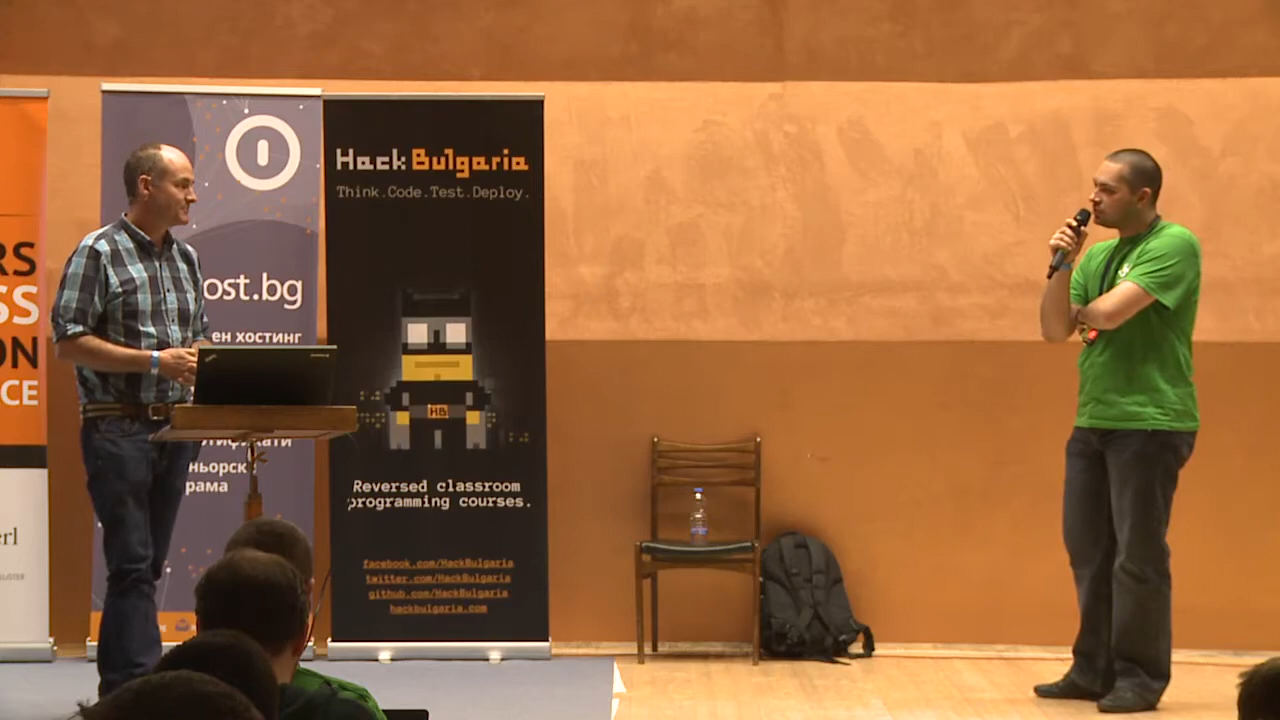 RS
SS
ON
CE
erl
ost.bg
ен хостинг
ньорск
рама
Hack Bulgaria
Think.Code.Test.Deploy.
HB
Reversed classroom
programming courses.
facebook.com/HackBulgaria
twitter.com/HackBulgaria
github.com/HackBulgaria
hackbulgaria.com